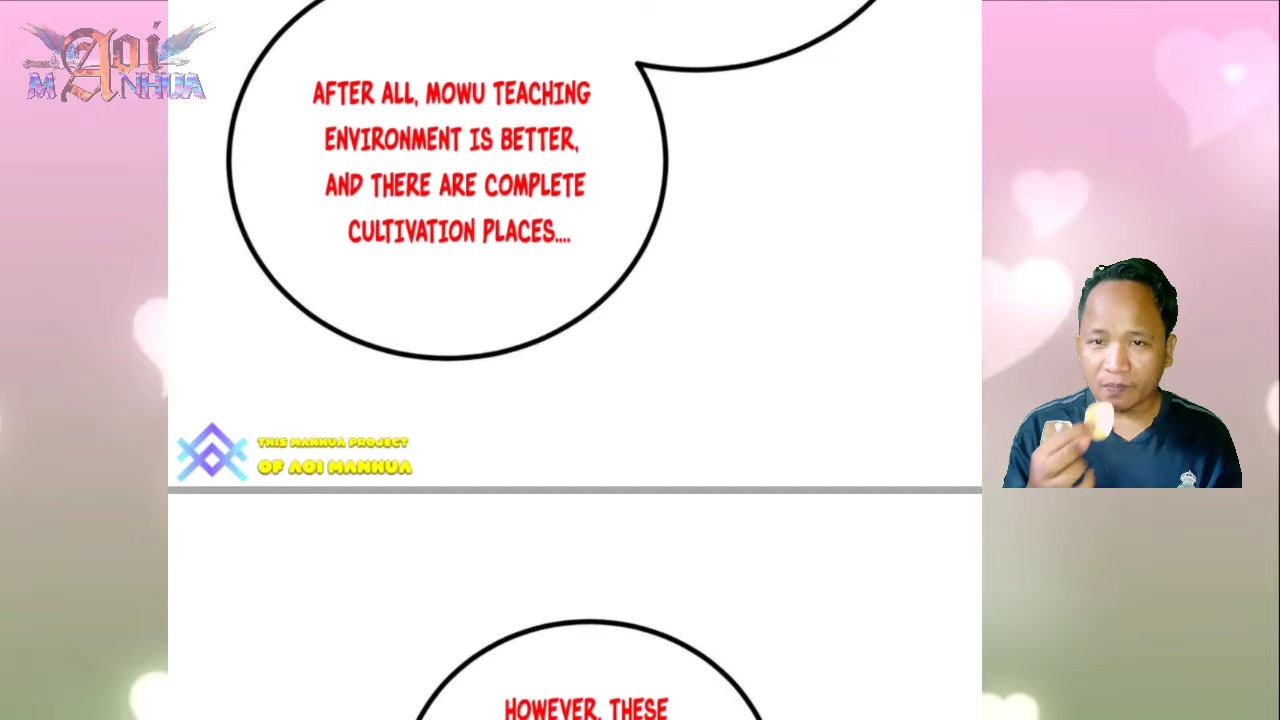 Aoi
MANHUA
AFTER ALL, MOWU TEACHING
ENVIRONMENT IS BETTER,
AND THERE ARE COMPLETE
CULTIVATION PLACES....
THIS MANHUA PROJECT
OF AOI MANHUA
HOWEVER, THESE